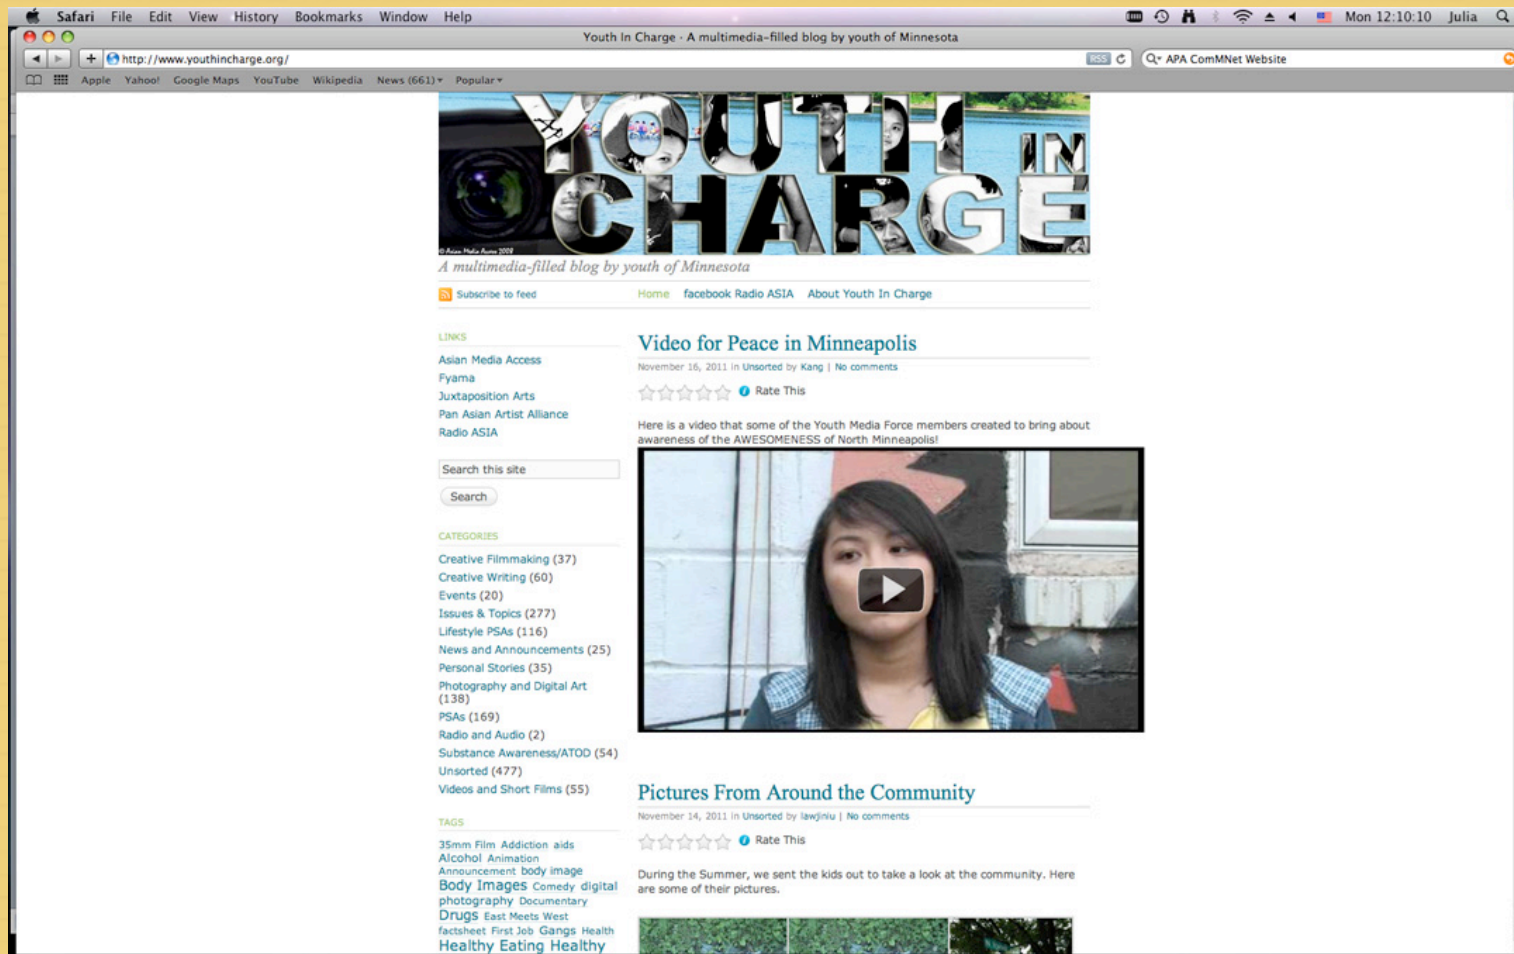 Safari File Edit View History Bookmarks Window Help Mon 12:10:10 Julia
Youth In Charge - A multimedia-filled blog by youth of Minnesota
http://www.youthincharge.org/ RSS APA ComMNet Website
Apple Yahoo! Google Maps YouTube Wikipedia News (661) Popular
YOUTH IN
CHARGE
© Asian Media Access 2008
A multimedia-filled blog by youth of Minnesota
Subscribe to feed
Home facebook Radio ASIA About Youth In Charge
LINKS
Asian Media Access
Fyama
Juxtaposition Arts
Pan Asian Artist Alliance
Radio ASIA
Search this site
Search
CATEGORIES
Creative Filmmaking (37)
Creative Writing (60)
Events (20)
Issues & Topics (277)
Lifestyle PSAs (116)
News and Announcements (25)
Personal Stories (35)
Photography and Digital Art
(138)
PSAs (169)
Radio and Audio (2)
Substance Awareness/ATOD (54)
Unsorted (477)
Videos and Short Films (55)
TAGS
35mm Film Addiction aids
Alcohol Animation
Announcement body image
Body Images Comedy digital
photography Documentary
Drugs East Meets West
factsheet First Job Gangs Health
Healthy Eating Healthy
Video for Peace in Minneapolis
November 16, 2011 in Unsorted by Kang | No comments
Rate This
Here is a video that some of the Youth Media Force members created to bring about
awareness of the AWESOMENESS of North Minneapolis!
Pictures From Around the Community
November 14, 2011 in Unsorted by lawjiniu | No comments
Rate This
During the Summer, we sent the kids out to take a look at the community. Here
are some of their pictures.